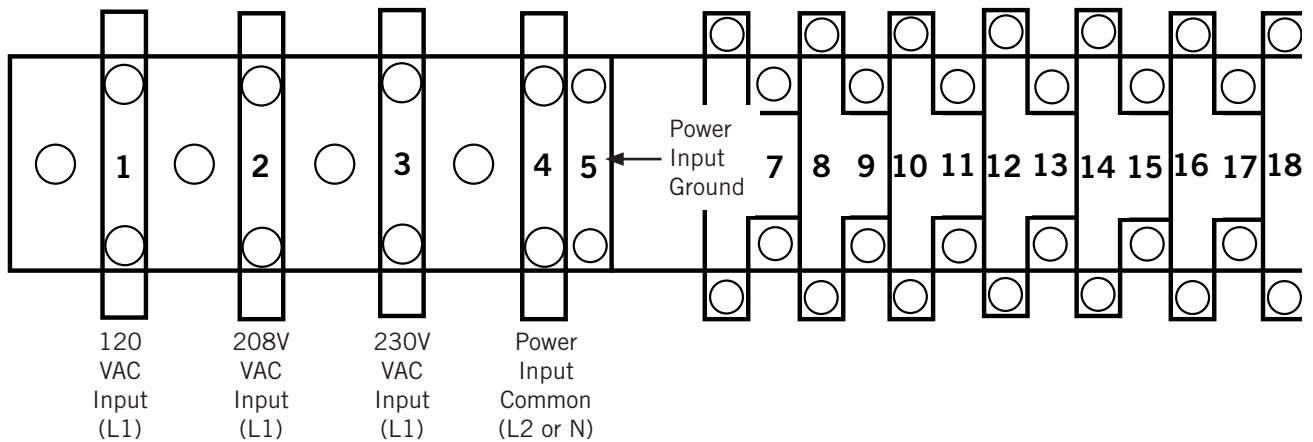 1 2 3 4 5 7 8 9 10 11 12 13 14 15 16 17 18
Power
Input
Ground
120
VAC
Input
(L1)
208V
VAC
Input
(L1)
230V
VAC
Input
(L1)
Power
Input
Common
(L2 or N)